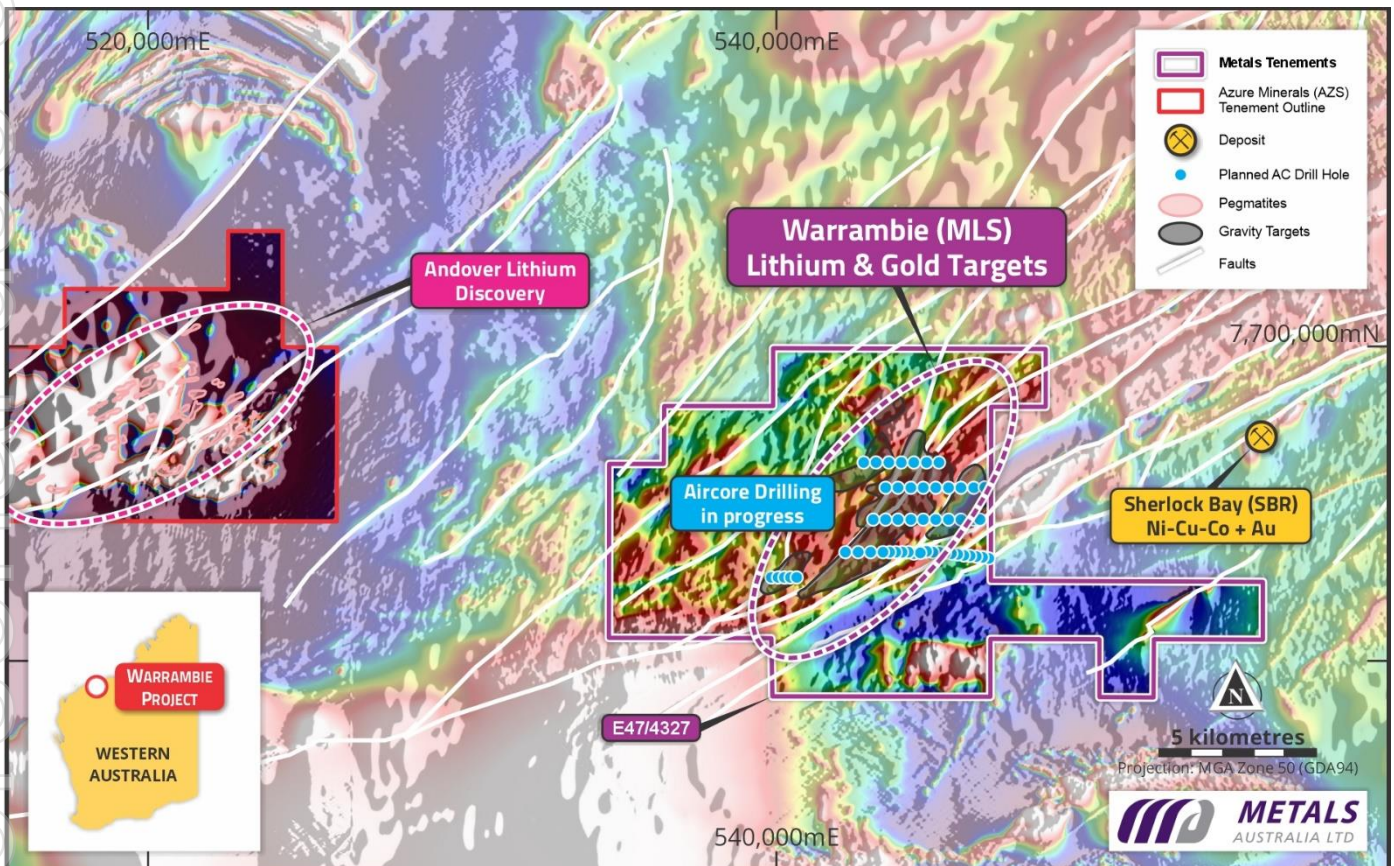 520,000mE
540,000mE
Metals Tenements
Azure Minerals (AZS)
Tenement Outline
Deposit
Planned AC Drill Hole
Pegmatites
Gravity Targets
Faults
Warrambie (MLS)
Lithium & Gold Targets
Andover Lithium
Discovery
7,700,000mN
Aircore Drilling
in progress
Sherlock Bay (SBR)
Ni-Cu-Co + Au
WARRAMBIE
PROJECT
WESTERN
AUSTRALIA
E47/4327
N
5 kilometres
Projection: MGA Zone 50 (GDA94)
540,000mE
METALS
AUSTRALIA LTD